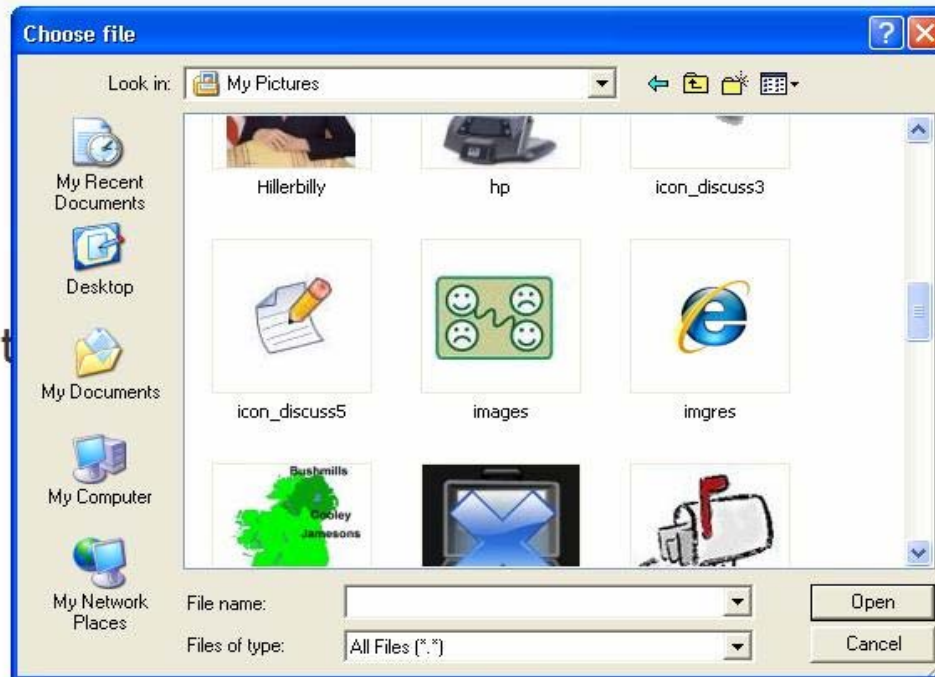 Choose file
Look in: My Pictures
My Recent
Documents
Desktop
My Documents
My Computer
My Network
Places
Hillerbilly hp icon_discuss3
icon_discuss5 images imgres
Bushmills
Cooley
Jamesons
File name: Open
Files of type: All Files (*.*) Cancel
t